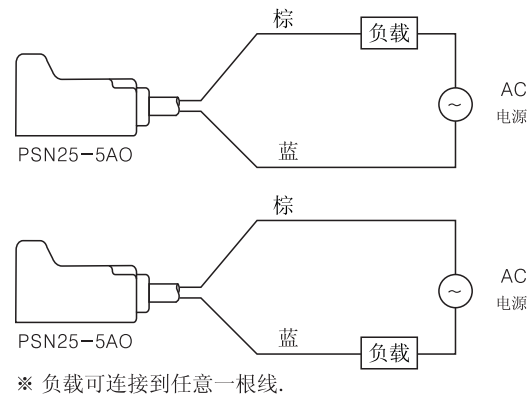 棕
负载
AC
电源
蓝
PSN25-5AO
棕
AC
电源
PSN25-5AO
蓝
负载
※ 负载可连接到任意一根线.